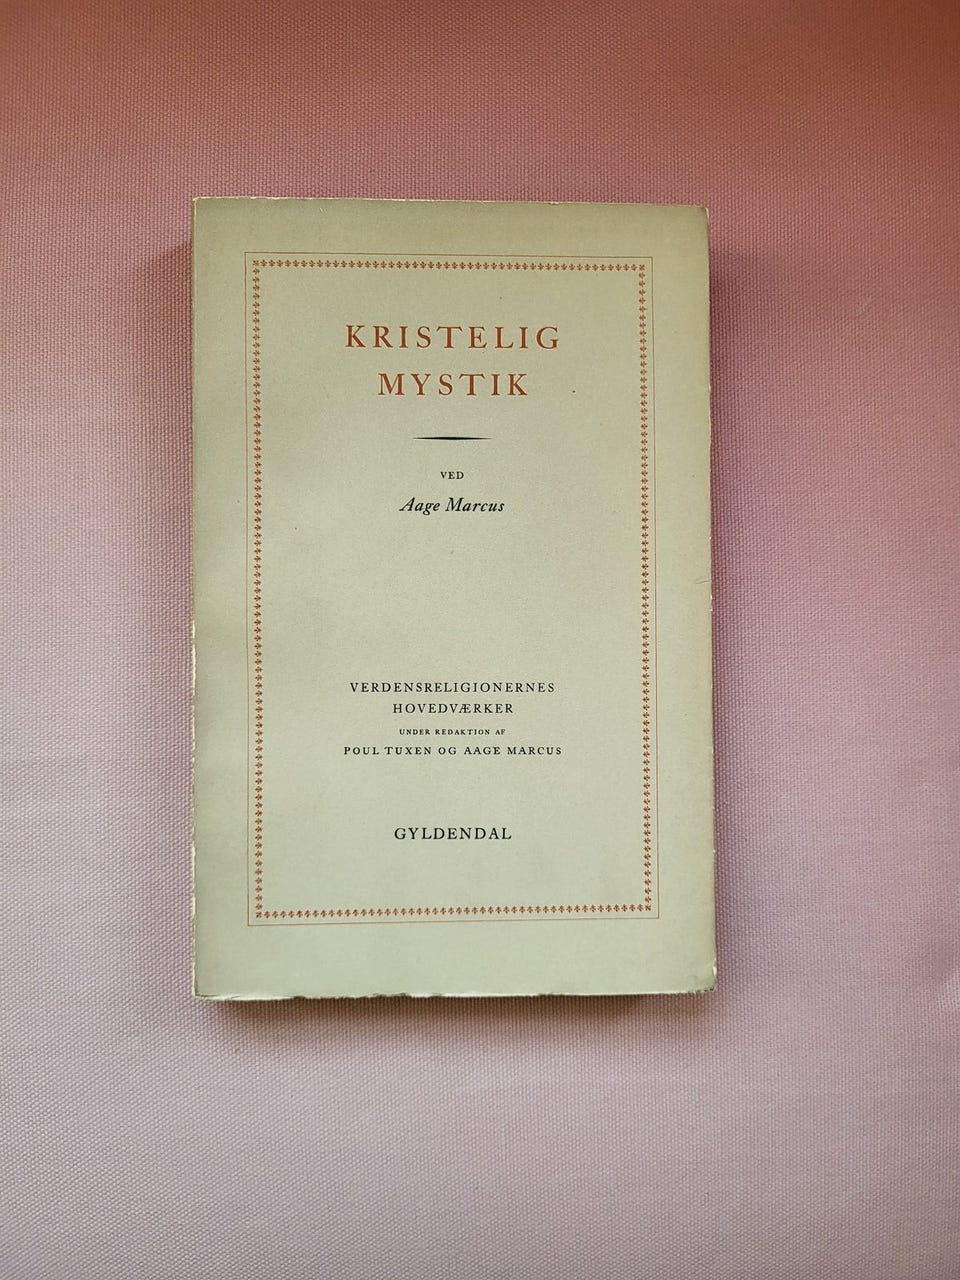 KRISTELIG
MYSTIK
VED
Aage Marcus
VERDENSRELIGIONERNES
HOVEDVÆRKER
UNDER REDAKTION AF
POUL TUXEN OG AAGE MARCUS
GYLDENDAL